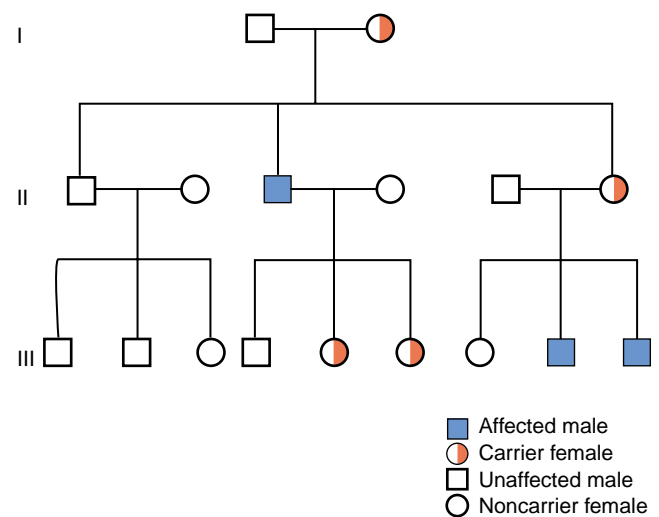 I
II
III
Affected male
Carrier female
Unaffected male
Noncarrier female